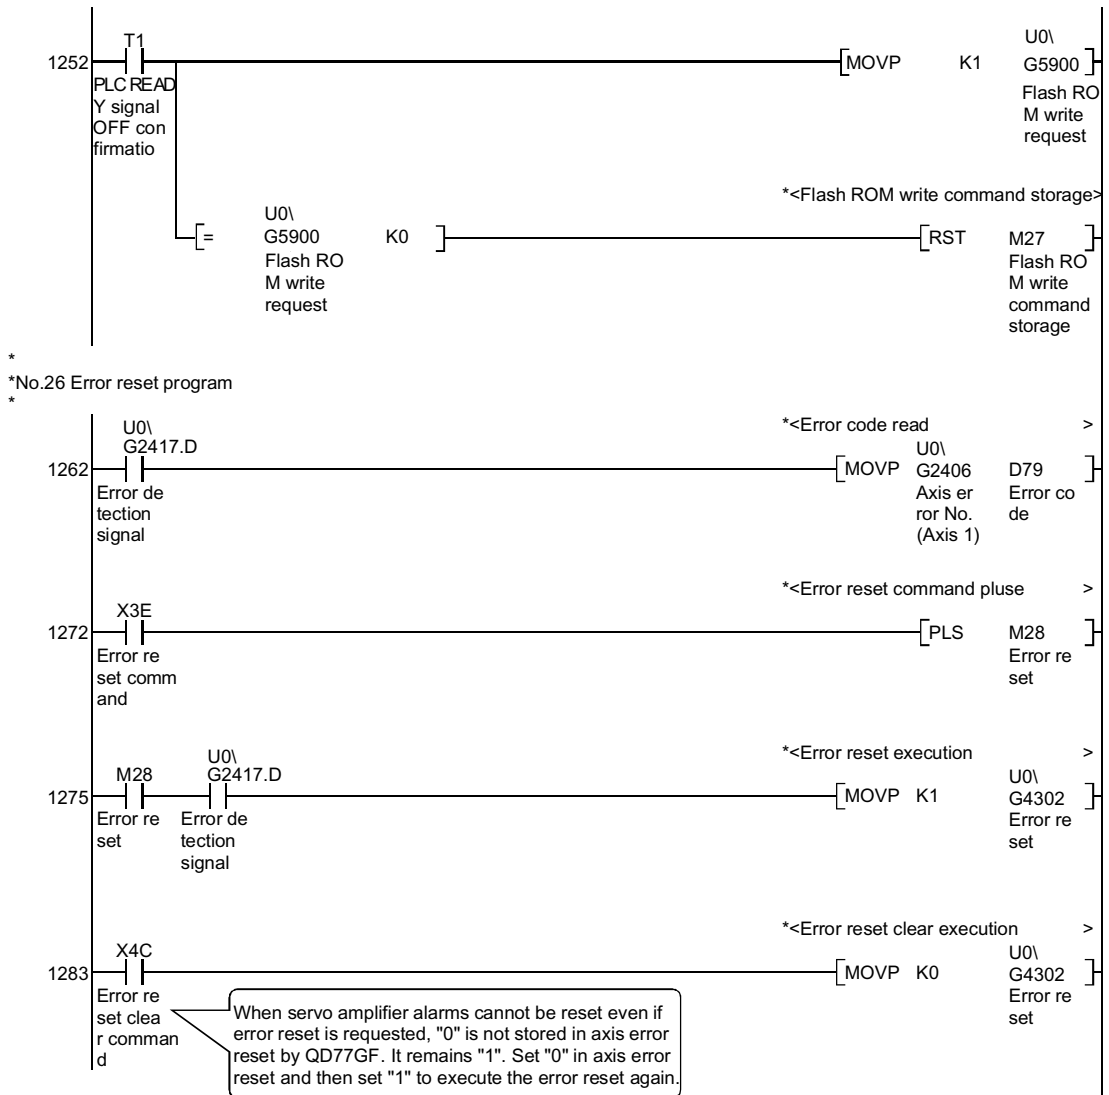 T1
U0\
1252
MOVP K1 G5900
PLC READ
Y signal
OFF con
firmatio
Flash RO
M write
request
*<Flash ROM write command storage>
U0\
= G5900 K0
RST M27
Flash RO
M write
request
Flash RO
M write
command
storage
*
*No.26 Error reset program
*
*<Error code read >
U0\
G2417.D
U0\
1262
MOVP G2406 D79
Error de
tection
signal
Axis er
ror No.
(Axis 1)
Error co
de
*<Error reset command pluse >
X3E
1272
PLS M28
Error re
set comm
and
Error re
set
*<Error reset execution >
U0\
M28 G2417.D
U0\
1275
MOVP K1 G4302
Error re
set
Error de
tection
signal
Error re
set
*<Error reset clear execution >
X4C
U0\
1283
MOVP K0 G4302
Error re
set clea
r comman
d
Error re
set
When servo amplifier alarms cannot be reset even if
error reset is requested, "0" is not stored in axis error
reset by QD77GF. It remains "1". Set "0" in axis error
reset and then set "1" to execute the error reset again.